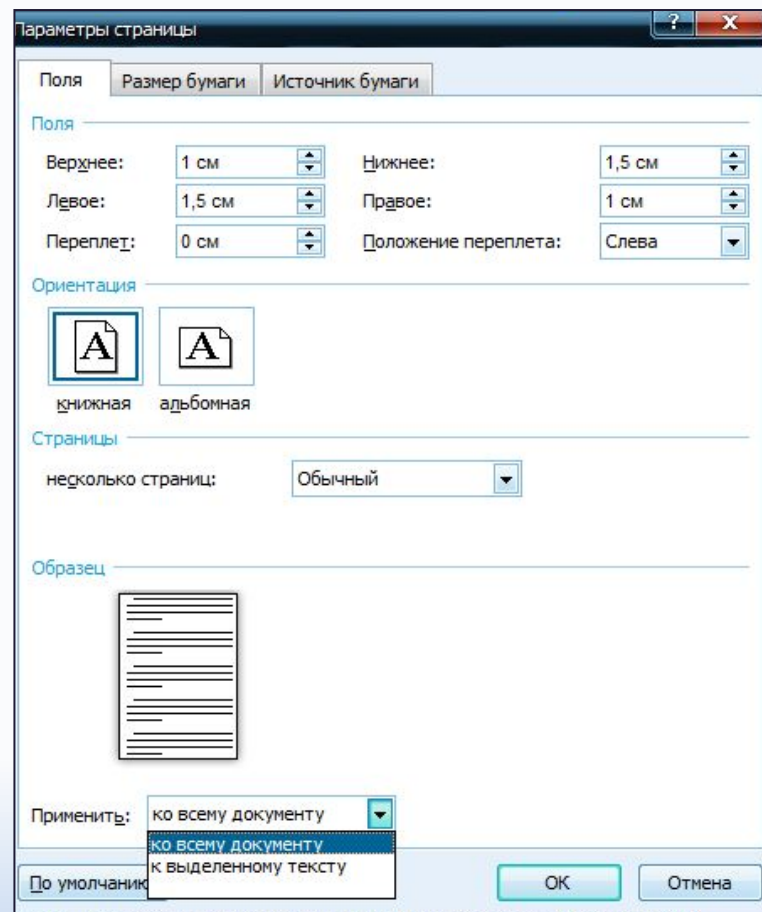 Параметры страницы
?
X
Поля Размер бумаги Источник бумаги
Поля
Верхнее: 1 см Нижнее: 1,5 см
Левое: 1,5 см Правое: 1 см
Переплет: 0 см Положение переплета: Слева
Ориентация
A A
книжная альбомная
Страницы
несколько страниц: Обычный
Образец
Применить: ко всему документу
ко всему документу
к выделенному тексту
По умолчанию OK Отмена